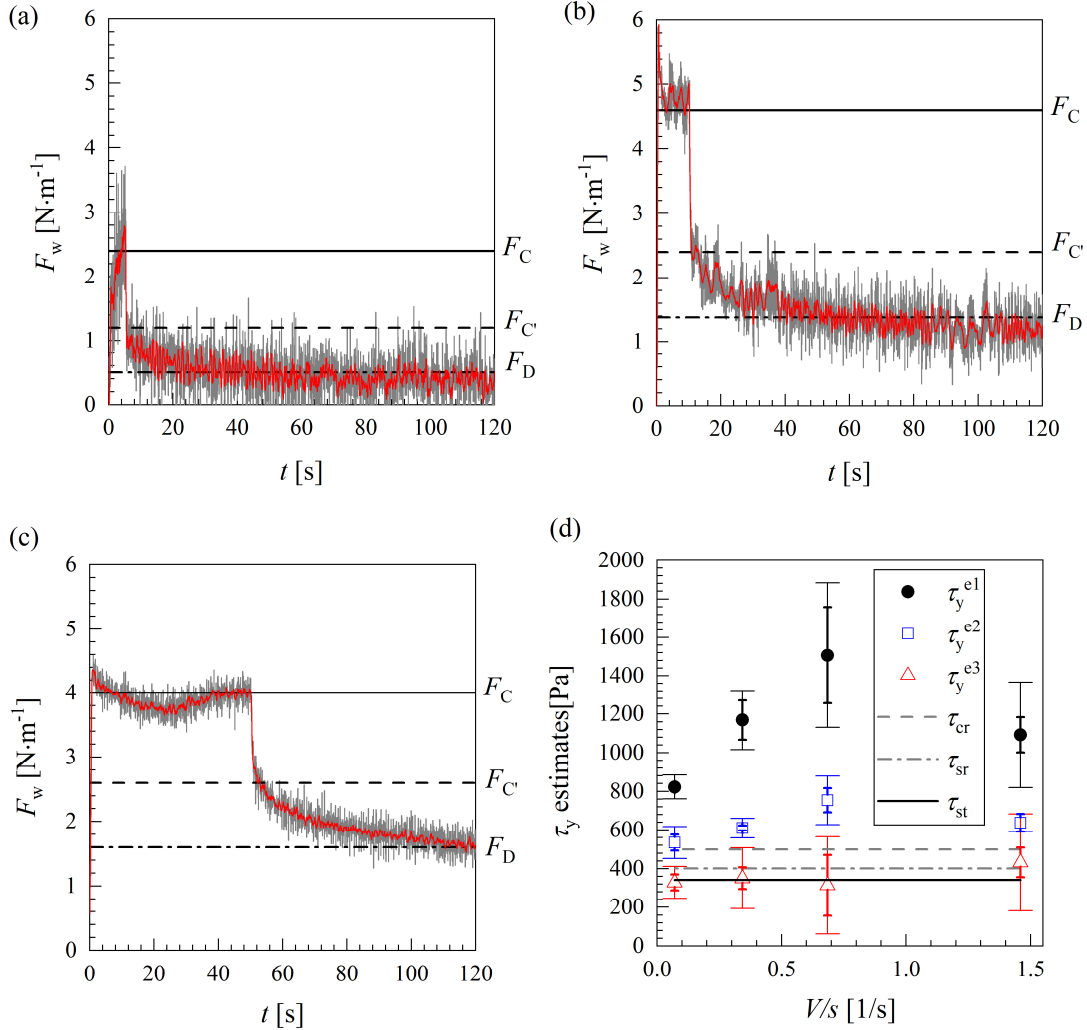 (a)
6
5
4
3
2
1
0
F_w [N·m⁻¹]
0 20 40 60 80 100 120
t [s]
F_C
F_C'
F_D
(b)
6
5
4
3
2
1
0
F_w [N·m⁻¹]
0 20 40 60 80 100 120
t [s]
F_C
F_C'
F_D
(c)
6
5
4
3
2
1
0
F_w [N·m⁻¹]
0 20 40 60 80 100 120
t [s]
F_C
F_C'
F_D
(d)
2000
1800
1600
1400
1200
1000
800
600
400
200
0
τ_y estimates[Pa]
0.0 0.5 1.0 1.5
V/s [1/s]
τ_y^e1
τ_y^e2
τ_y^e3
τ_cr
τ_sr
τ_st